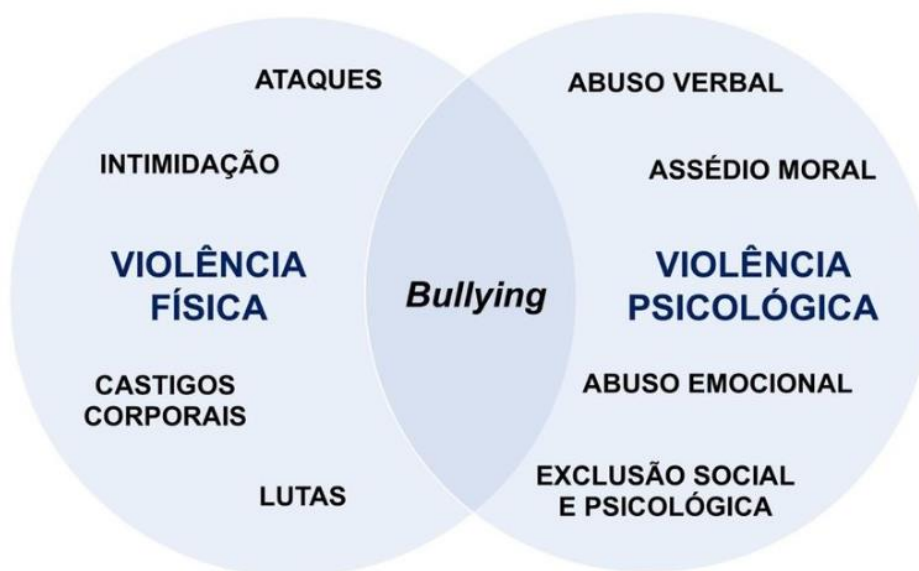 ATAQUES
INTIMIDAÇÃO
VIOLÊNCIA
FÍSICA
CASTIGOS
CORPORAIS
LUTAS
Bullying
ABUSO VERBAL
ASSÉDIO MORAL
VIOLÊNCIA
PSICOLÓGICA
ABUSO EMOCIONAL
EXCLUSÃO SOCIAL
E PSICOLÓGICA